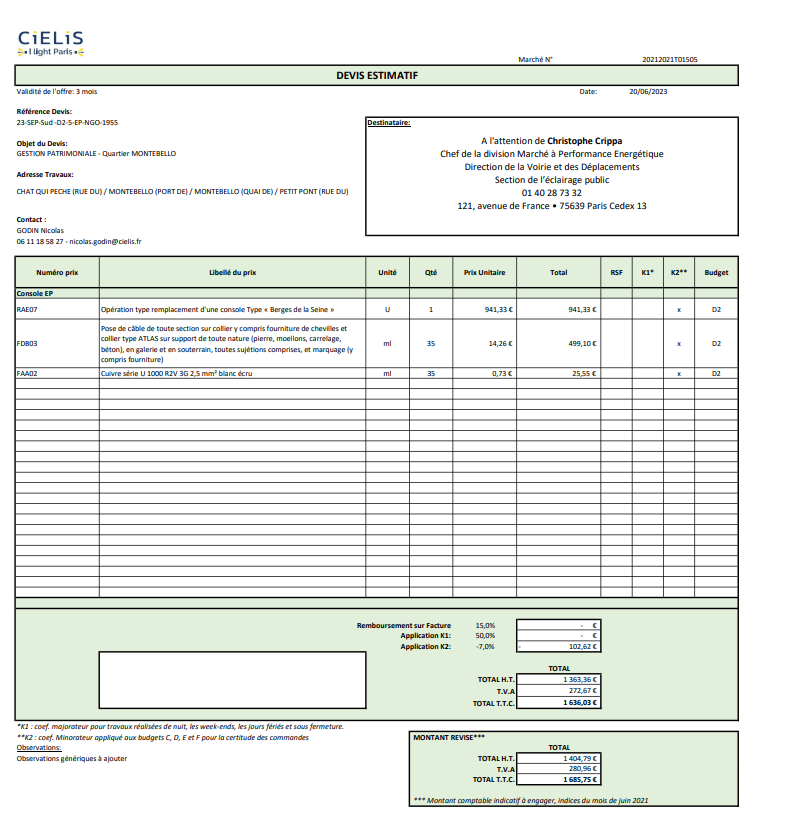 CiELiS
I light Paris
Marché N° 20212021T01505
DEVIS ESTIMATIF
Validité de l'offre: 3 mois Date: 20/06/2023
Référence Devis:
23-SEP-Sud -D2-5-EP-NGO-1955
Objet du Devis:
GESTION PATRIMONIALE - Quartier MONTEBELLO
Adresse Travaux:
CHAT QUI PECHE (RUE DU) / MONTEBELLO (PORT DE) / MONTEBELLO (QUAI DE) / PETIT PONT (RUE DU)
Contact :
GODIN Nicolas
06 11 18 58 27 - nicolas.godin@cielis.fr
Destinataire:
A l'attention de Christophe Crippa
Chef de la division Marché à Performance Energétique
Direction de la Voirie et des Déplacements
Section de l'éclairage public
01 40 28 73 32
121, avenue de France • 75639 Paris Cedex 13
Numéro prix Libellé du prix Unité Qté Prix Unitaire Total RSF K1* K2** Budget
Console EP
RAE07 Opération type remplacement d'une console Type « Berges de la Seine » U 1 941,33 € 941,33 € x D2
Pose de câble de toute section sur collier y compris fourniture de chevilles et
collier type ATLAS sur support de toute nature (pierre, moellons, carrelage,
FDB03 béton), en galerie et en souterrain, toutes sujétions comprises, et marquage (y ml 35 14,26 € 499,10 € x D2
compris fourniture)
FAA02 Cuivre série U 1000 R2V 3G 2,5 mm² blanc écru ml 35 0,73 € 25,55 € x D2
Remboursement sur Facture 15,0% - €
Application K1: 50,0% - €
Application K2: -7,0% - 102,62 €
TOTAL
TOTAL H.T. 1 363,36 €
T.V.A 272,67 €
TOTAL T.T.C. 1 636,03 €
*K1 : coef. majorateur pour travaux réalisées de nuit, les week-ends, les jours fériés et sous fermeture.
**K2 : coef. Minorateur appliqué aux budgets C, D, E et F pour la certitude des commandes
Observations:
Observations génériques à ajouter
MONTANT REVISE***
TOTAL
TOTAL H.T. 1 404,79 €
T.V.A 280,96 €
TOTAL T.T.C. 1 685,75 €
*** Montant comptable indicatif à engager, indices du mois de juin 2021